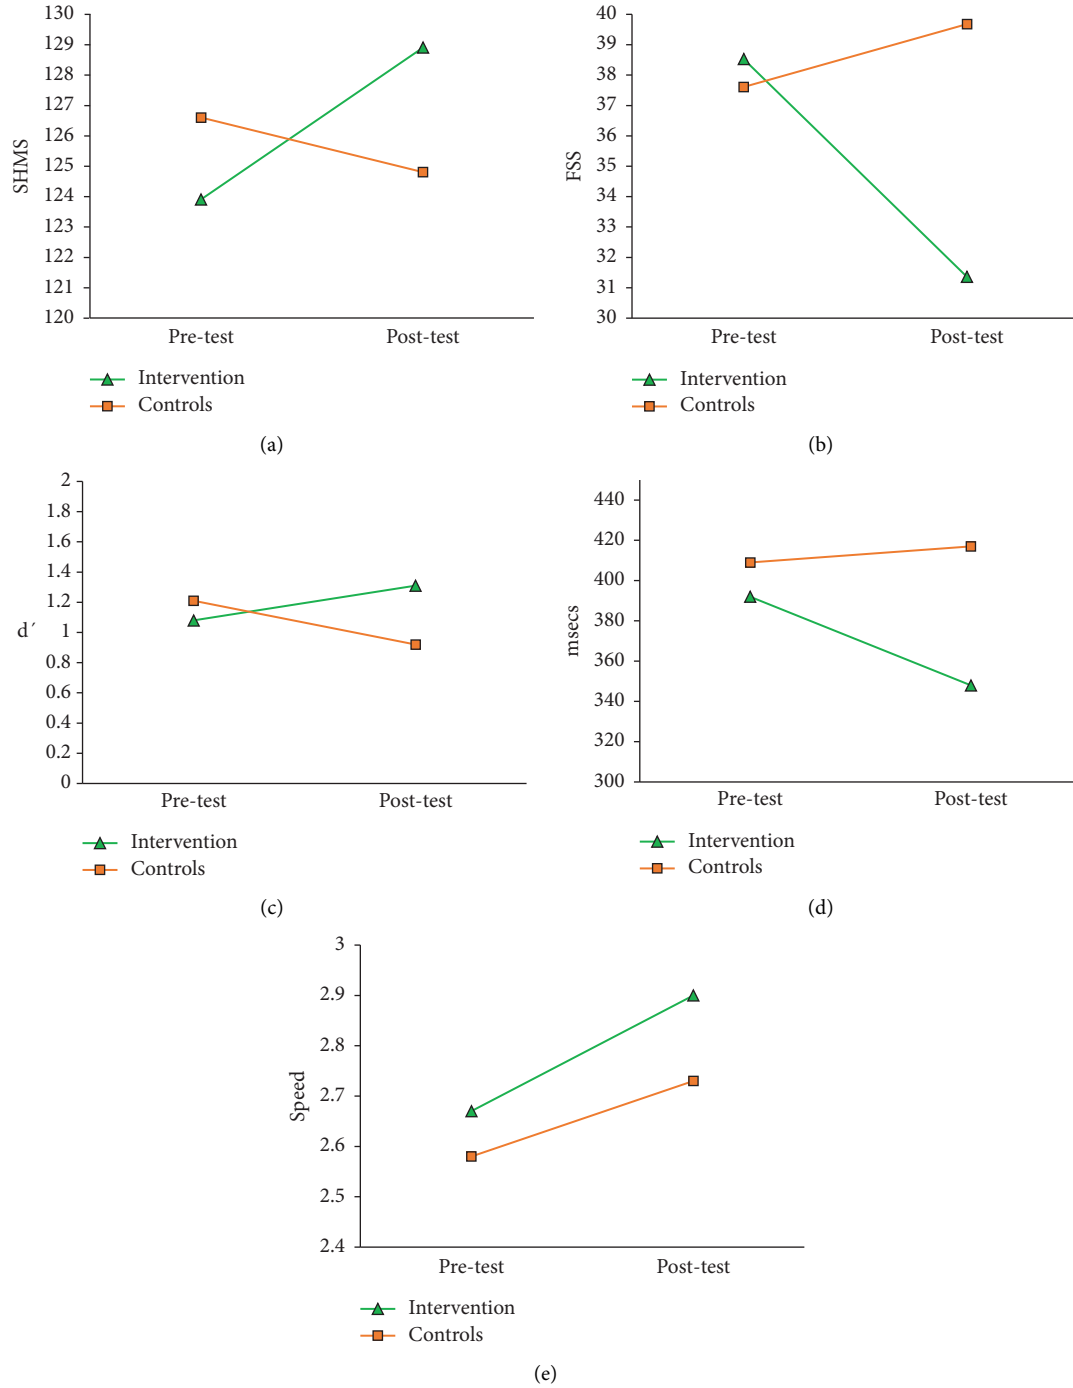 130
129
128
127
126
125
124
123
122
121
120
SHMS
Pre-test Post-test
Intervention
Controls
(a)
40
39
38
37
36
35
34
33
32
31
30
FSS
Pre-test Post-test
Intervention
Controls
(b)
2
1.8
1.6
1.4
1.2
1
0.8
0.6
0.4
0.2
0
d´
Pre-test Post-test
Intervention
Controls
(c)
440
420
400
380
360
340
320
300
msecs
Pre-test Post-test
Intervention
Controls
(d)
3
2.9
2.8
2.7
2.6
2.5
2.4
Speed
Pre-test Post-test
Intervention
Controls
(e)